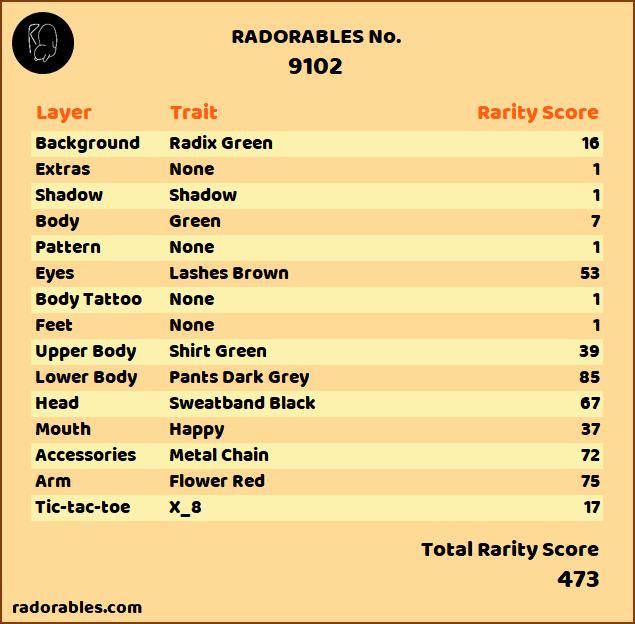 RADORABLES No.
9102
Layer Trait Rarity Score
Background Radix Green 16
Extras None 1
Shadow Shadow 1
Body Green 7
Pattern None 1
Eyes Lashes Brown 53
Body Tattoo None 1
Feet None 1
Upper Body Shirt Green 39
Lower Body Pants Dark Grey 85
Head Sweatband Black 67
Mouth Happy 37
Accessories Metal Chain 72
Arm Flower Red 75
Tic-tac-toe X_8 17
Total Rarity Score
473
radorables.com